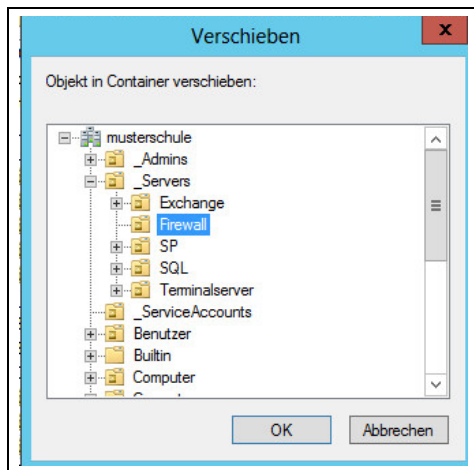 Verschieben
x
Objekt in Container verschieben:
musterschule
_Admins
_Servers
Exchange
Firewall
SP
SQL
Terminalserver
_ServiceAccounts
Benutzer
Builtin
Computer
OK Abbrechen